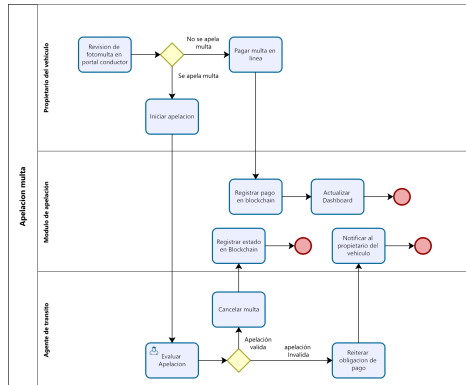 Apelacion multa
Propietario del vehiculo
Revision de
fotomulta en
portal conductor
No se apela
multa
Pagar multa en
linea
Se apela multa
Iniciar apelacion
Modulo de apelación
Registrar pago
en blockchain
Actualizar
Dashboard
Registrar estado
en Blockchain
Notificar al
propietario del
vehiculo
Agente de transito
Cancelar multa
Apelación
valida
apelación
Invalida
Evaluar
Apelacion
Reiterar
obligacion de
pago